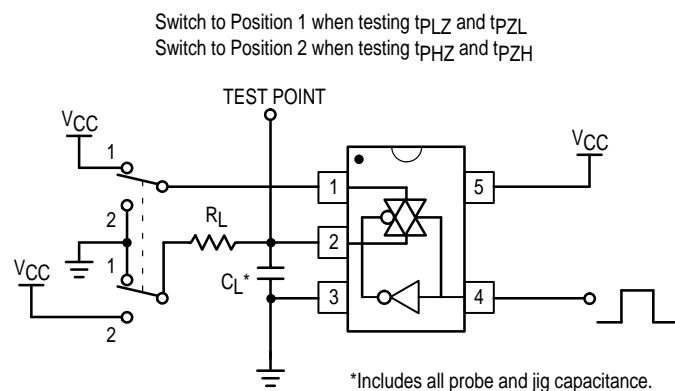 Switch to Position 1 when testing tPLZ and tPZL
Switch to Position 2 when testing tPHZ and tPZH
TEST POINT
VCC
VCC
1
1
5
2
RL
2
1
VCC
CL*
3
4
2
*Includes all probe and jig capacitance.